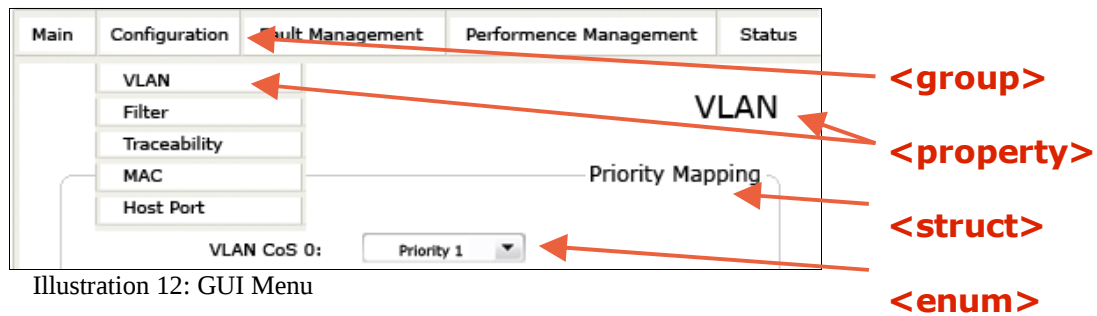 Main Configuration Fault Management Performence Management Status
VLAN
Filter
Traceability
MAC
Host Port
VLAN
Priority Mapping
VLAN CoS 0: Priority 1
<group>
<property>
<struct>
<enum>
Illustration 12: GUI Menu